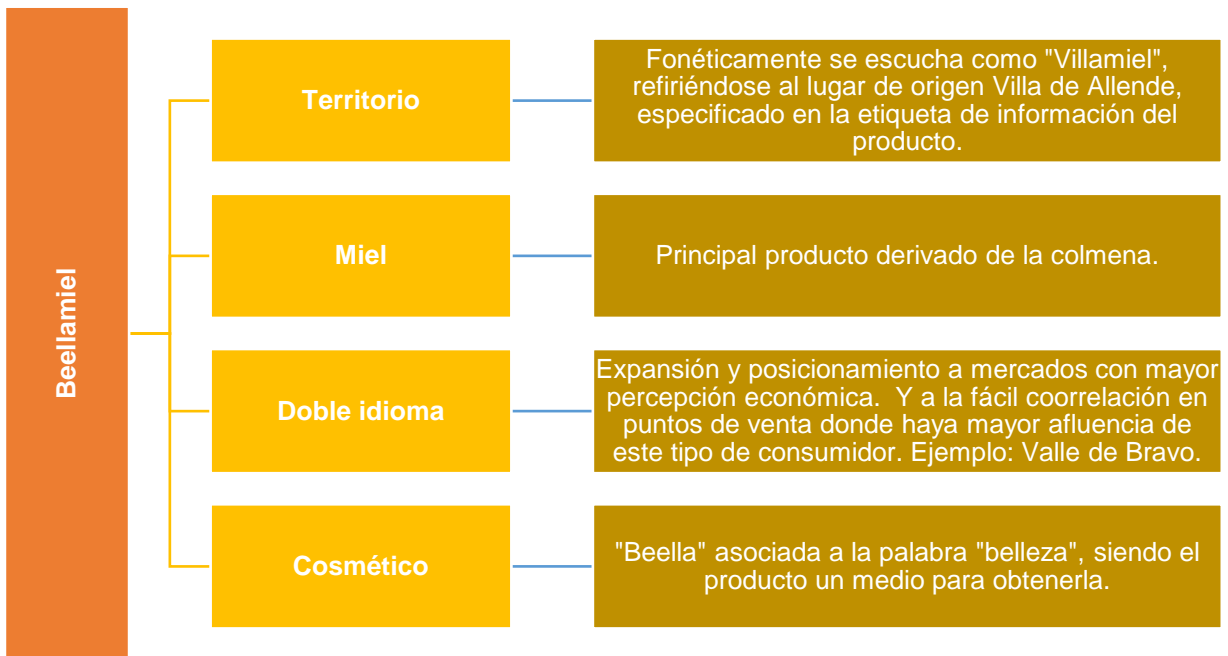 Beellamiel
Territorio
Fonéticamente se escucha como "Villamiel",
refiriéndose al lugar de origen Villa de Allende,
especificado en la etiqueta de información del
producto.
Miel
Principal producto derivado de la colmena.
Doble idioma
Expansión y posicionamiento a mercados con mayor
percepción económica.  Y a la fácil coorrelación en
puntos de venta donde haya mayor afluencia de
este tipo de consumidor. Ejemplo: Valle de Bravo.
Cosmético
"Beella" asociada a la palabra "belleza", siendo el
producto un medio para obtenerla.